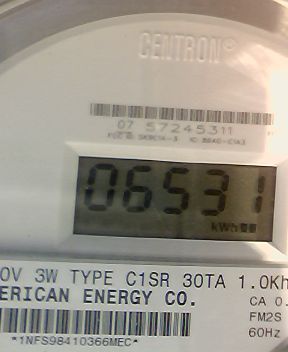 CENTRON®
07 57245311
06531
kWh
0V 3W TYPE C1SR 30TA 1.0Kh
ERICAN ENERGY CO.
CA 0.
FM2S
60Hz
*1NFS98410366MEC*